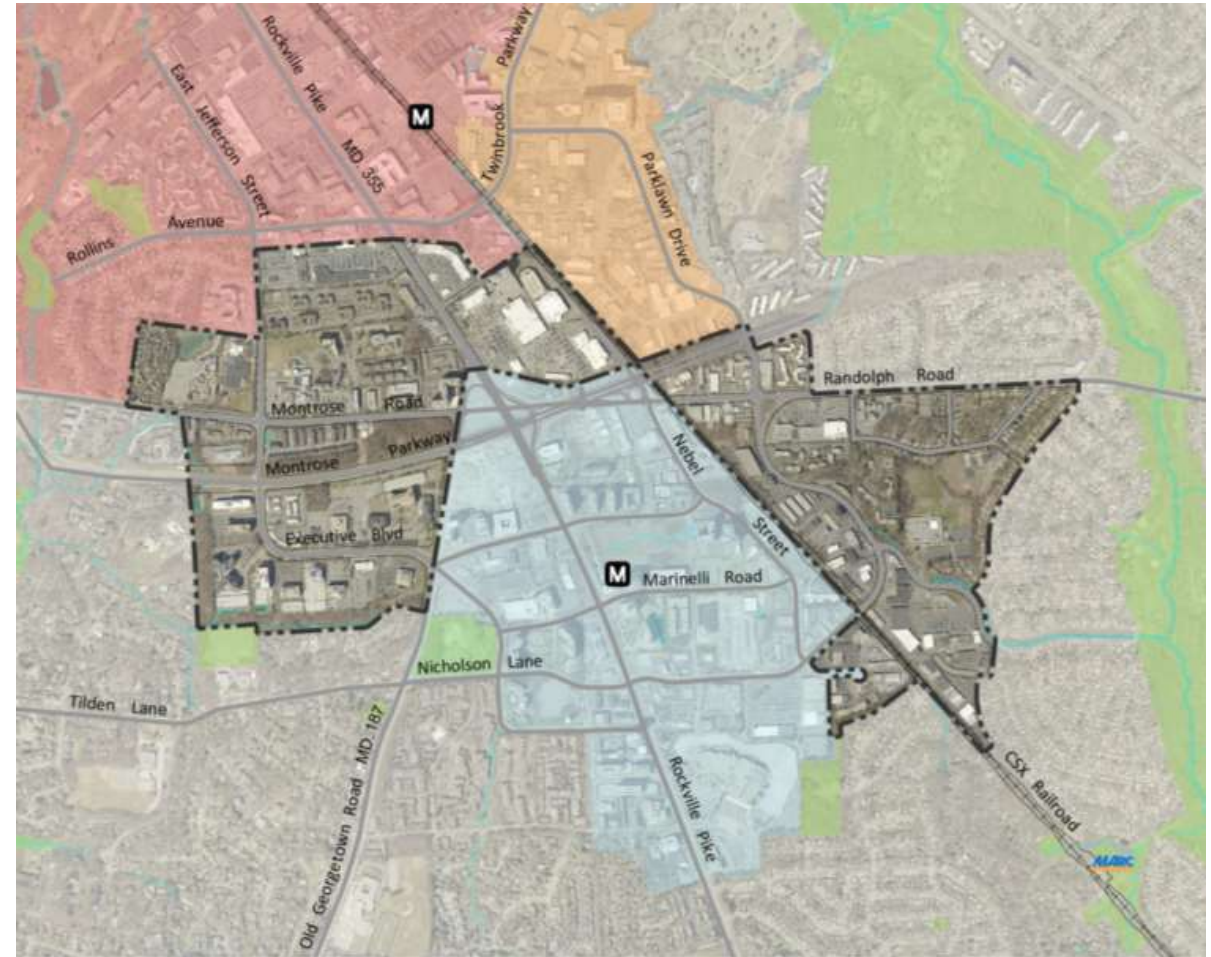 Rockville Pike MD 355
East Jefferson Street
M
Twinbrook Parkway
Parklawn Drive
Rollins Avenue
Randolph Road
Montrose Road
Montrose Parkway
Nebel Street
Executive Blvd
M
Marinelli Road
Nicholson Lane
Tilden Lane
Old Georgetown Road MD 187
Rockville Pike
CSX Railroad
MARC